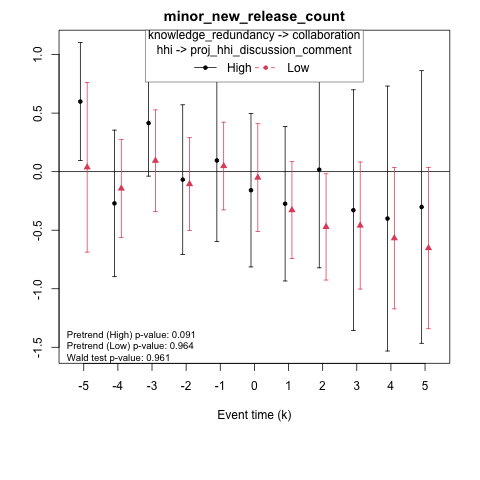 minor_new_release_count
knowledge_redundancy -> collaboration
hhi -> proj_hhi_discussion_comment
High Low
1.0
0.5
0.0
-0.5
-1.0
-1.5
Pretrend (High) p-value: 0.091
Pretrend (Low) p-value: 0.964
Wald test p-value: 0.961
-5 -4 -3 -2 -1 0 1 2 3 4 5
Event time (k)